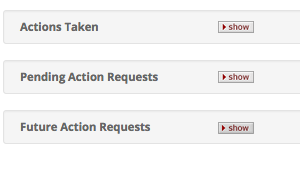 Actions Taken show
Pending Action Requests show
Future Action Requests show